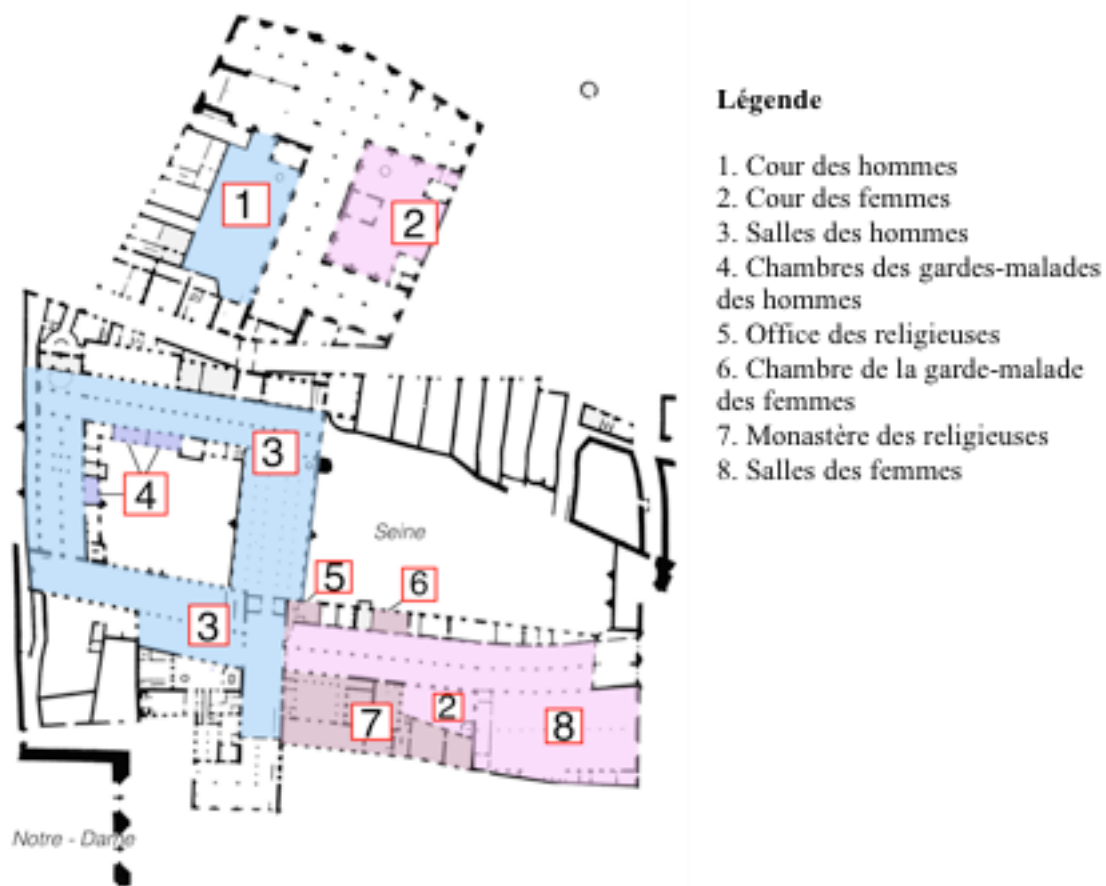 1
2
3
4
Seine
5
6
3
2
7
8
Notre - Dame
Légende
1. Cour des hommes
2. Cour des femmes
3. Salles des hommes
4. Chambres des gardes-malades
des hommes
5. Office des religieuses
6. Chambre de la garde-malade
des femmes
7. Monastère des religieuses
8. Salles des femmes